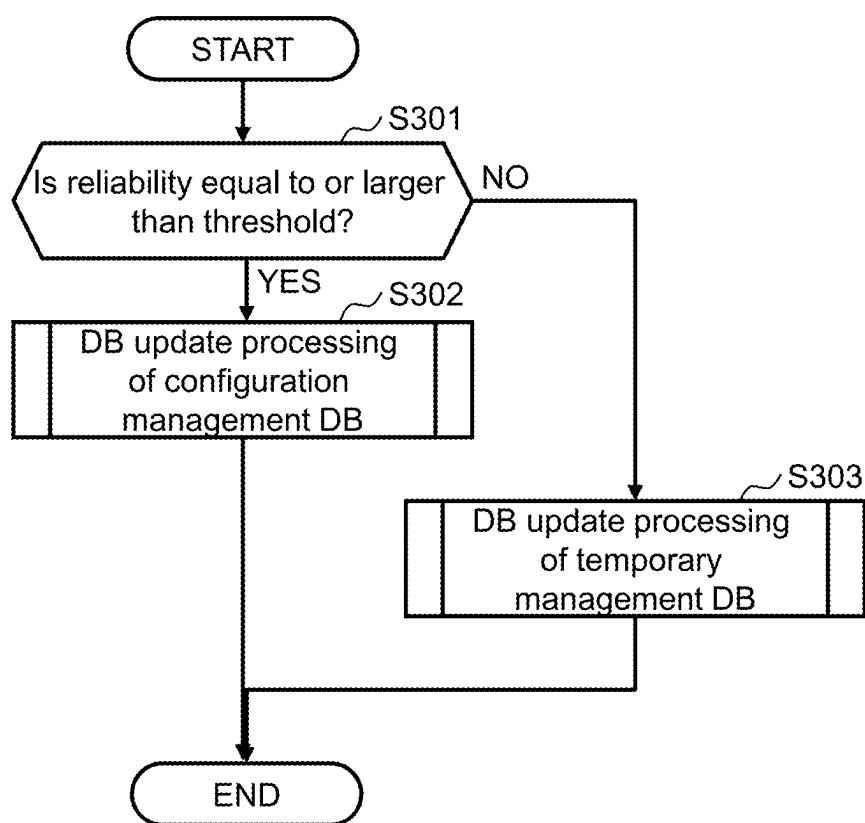 START
S301
Is reliability equal to or larger
than threshold?
NO
YES
S302
DB update processing
of configuration
management DB
S303
DB update processing
of temporary
management DB
END